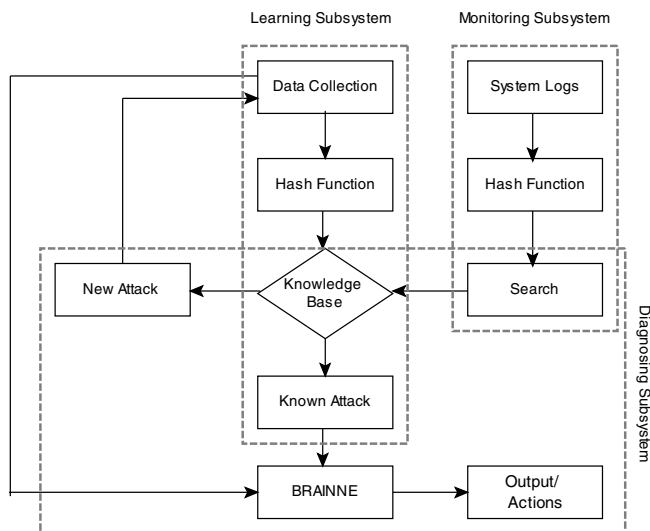 Learning Subsystem
Monitoring Subsystem
Data Collection
System Logs
Hash Function
Hash Function
New Attack
Knowledge
Base
Search
Diagnosing Subsystem
Known Attack
BRAINNE
Output/
Actions